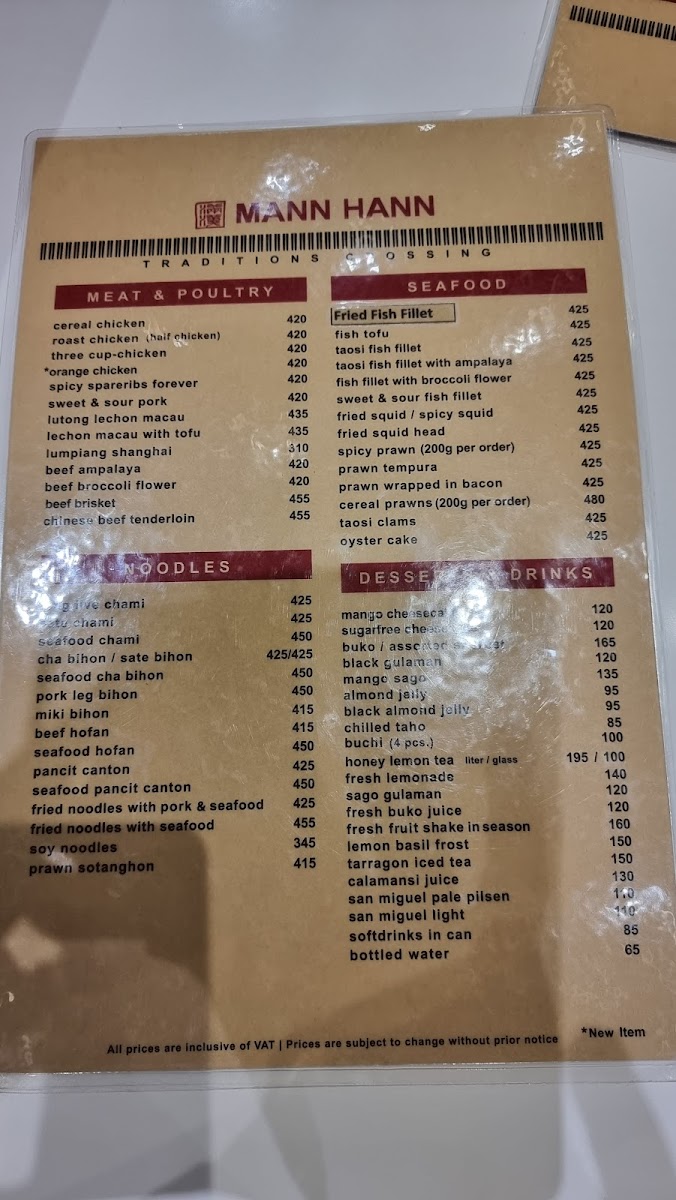 MANN HANN
TRADITIONS CROSSING
MEAT & POULTRY
cereal chicken 420
roast chicken (half chicken) 420
three cup-chicken 420
*orange chicken 420
spicy spareribs forever 420
sweet & sour pork 420
lutong lechon macau 435
lechon macau with tofu 435
lumpiang shanghai 310
beef ampalaya 420
beef broccoli flower 420
beef brisket 455
chinese beef tenderloin 455
SEAFOOD
Fried Fish Fillet 425
fish tofu 425
taosi fish fillet 425
taosi fish fillet with ampalaya 425
fish fillet with broccoli flower 425
sweet & sour fish fillet 425
fried squid / spicy squid 425
fried squid head 425
spicy prawn (200g per order) 425
prawn tempura 425
prawn wrapped in bacon 425
cereal prawns (200g per order) 480
taosi clams 425
oyster cake 425
NOODLES
chami 425
chami 425
seafood chami 450
cha bihon / sate bihon 425/425
seafood cha bihon 450
pork leg bihon 450
miki bihon 415
beef hofan 415
seafood hofan 450
pancit canton 425
seafood pancit canton 450
fried noodles with pork & seafood 425
fried noodles with seafood 455
soy noodles 345
prawn sotanghon 415
DRINKS
mango 120
sugarfree 120
buko / 165
black gulaman 120
mango sago 135
almond jelly 95
black almond jelly 95
chilled taho 85
buchi (4 pcs.) 100
honey lemon tea liter / glass 195 / 100
fresh lemonade 140
sago gulaman 120
fresh buko juice 120
fresh fruit shake in season 160
lemon basil frost 150
tarragon iced tea 150
calamansi juice 130
san miguel pale pilsen 110
san miguel light 110
softdrinks in can 85
bottled water 65
*New Item
All prices are inclusive of VAT | Prices are subject to change without prior notice